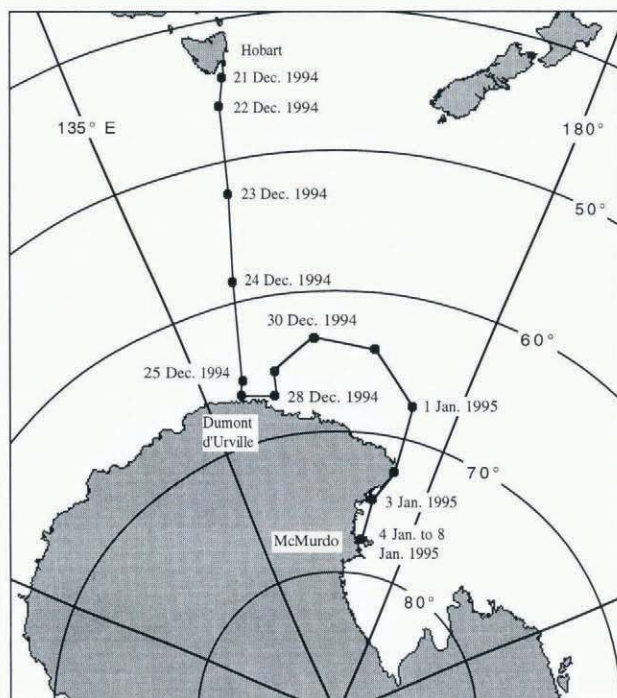 Hobart
21 Dec. 1994
22 Dec. 1994
135° E
180°
23 Dec. 1994
50°
24 Dec. 1994
30 Dec. 1994
60°
25 Dec. 1994
28 Dec. 1994
1 Jan. 1995
Dumont
d'Urville
70°
3 Jan. 1995
McMurdo
4 Jan. to 8
Jan. 1995
80°